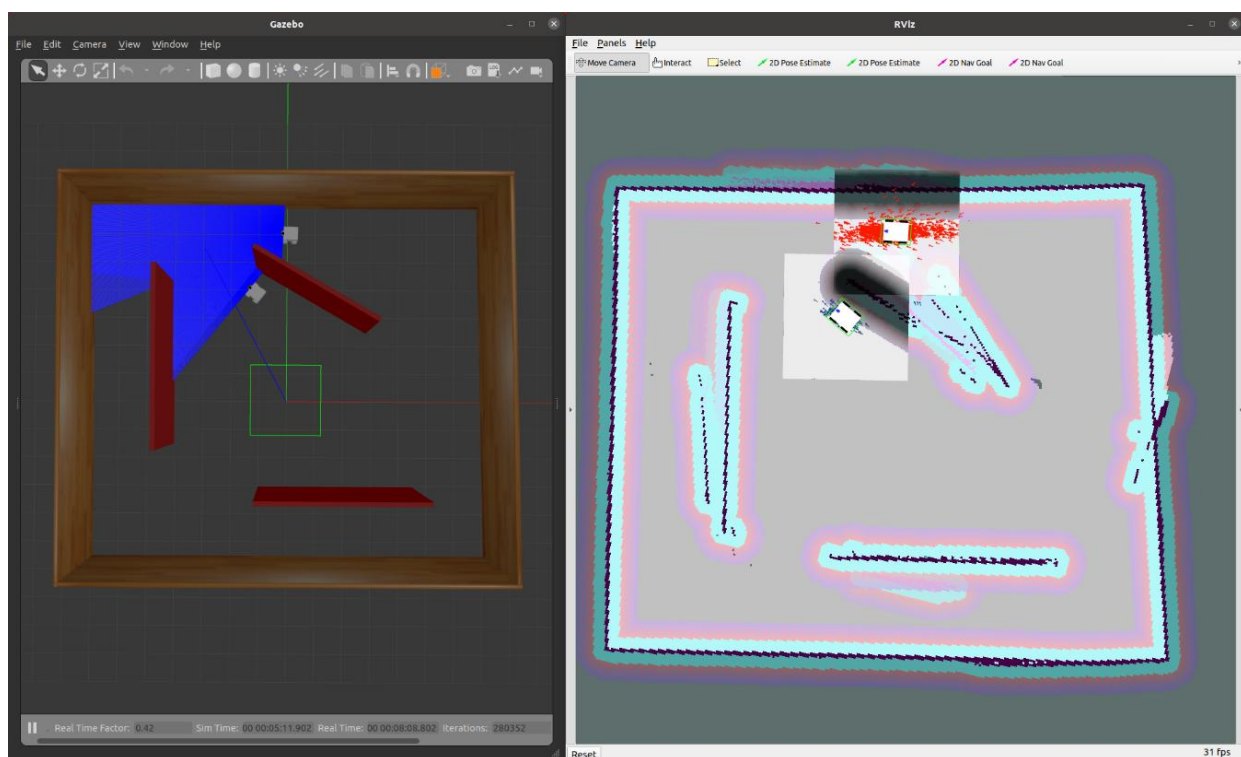 Gazebo
File Edit Camera View Window Help
Real Time Factor: 0.42 Sim Time: 00 00:05:11.902 Real Time: 00 00:08:08.802 Iterations: 280352
RViz
File Panels Help
Move Camera Interact Select 2D Pose Estimate 2D Pose Estimate 2D Nav Goal 2D Nav Goal
Reset 31 fps